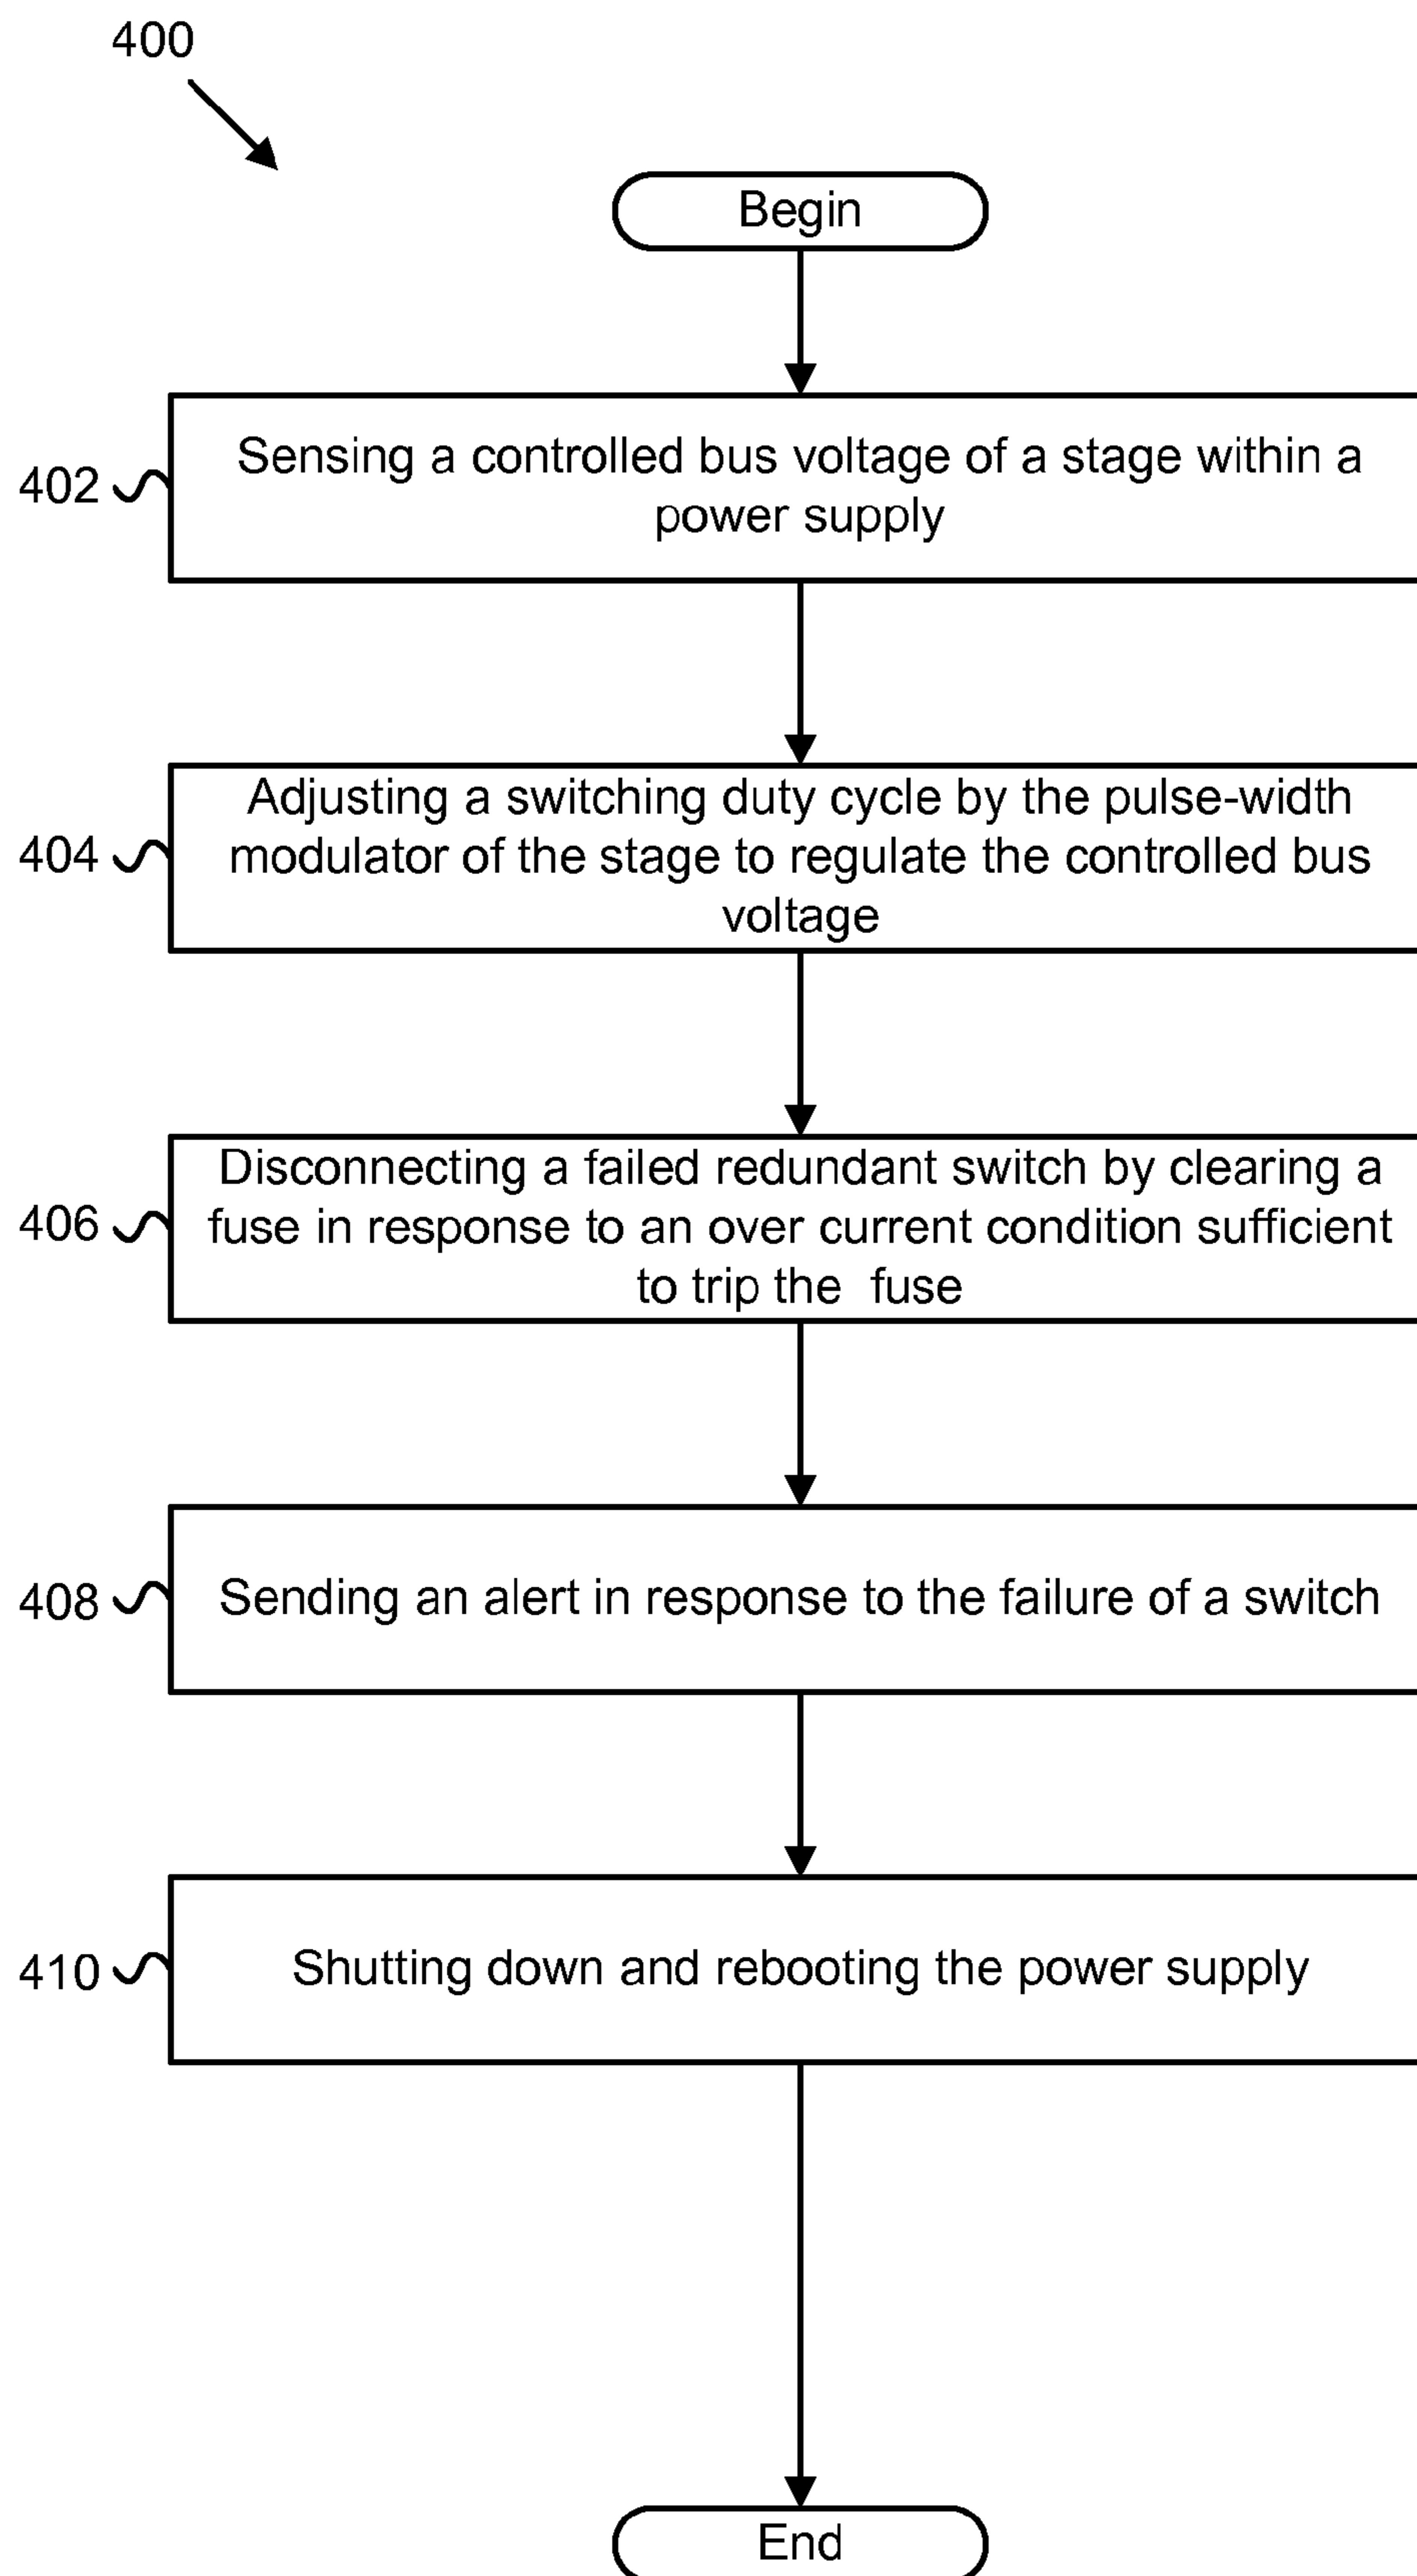 400
Begin
402
Sensing a controlled bus voltage of a stage within a
power supply
404
Adjusting a switching duty cycle by the pulse-width
modulator of the stage to regulate the controlled bus
voltage
406
Disconnecting a failed redundant switch by clearing a
fuse in response to an over current condition sufficient
to trip the  fuse
408
Sending an alert in response to the failure of a switch
410
Shutting down and rebooting the power supply
End